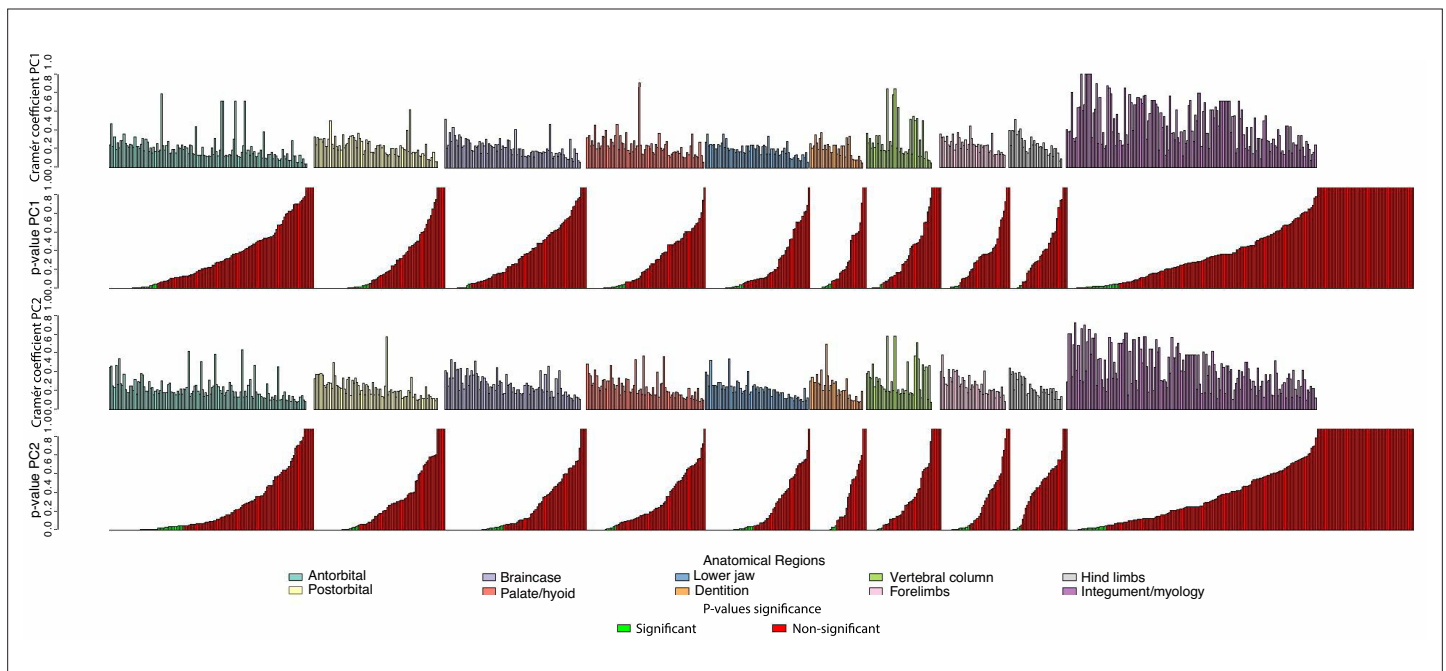 Cramér coefficient PC1
0.0 0.2 0.4 0.6 0.8 1.0
p-value PC1
0.0 0.2 0.4 0.6 0.8 1.0
Cramér coefficient PC2
0.0 0.2 0.4 0.6 0.8 1.0
p-value PC2
0.0 0.2 0.4 0.6 0.8 1.0
Anatomical Regions
Antorbital
Braincase
Lower jaw
Vertebral column
Hind limbs
Postorbital
Palate/hyoid
Dentition
Forelimbs
Integument/myology
P-values significance
Significant
Non-significant